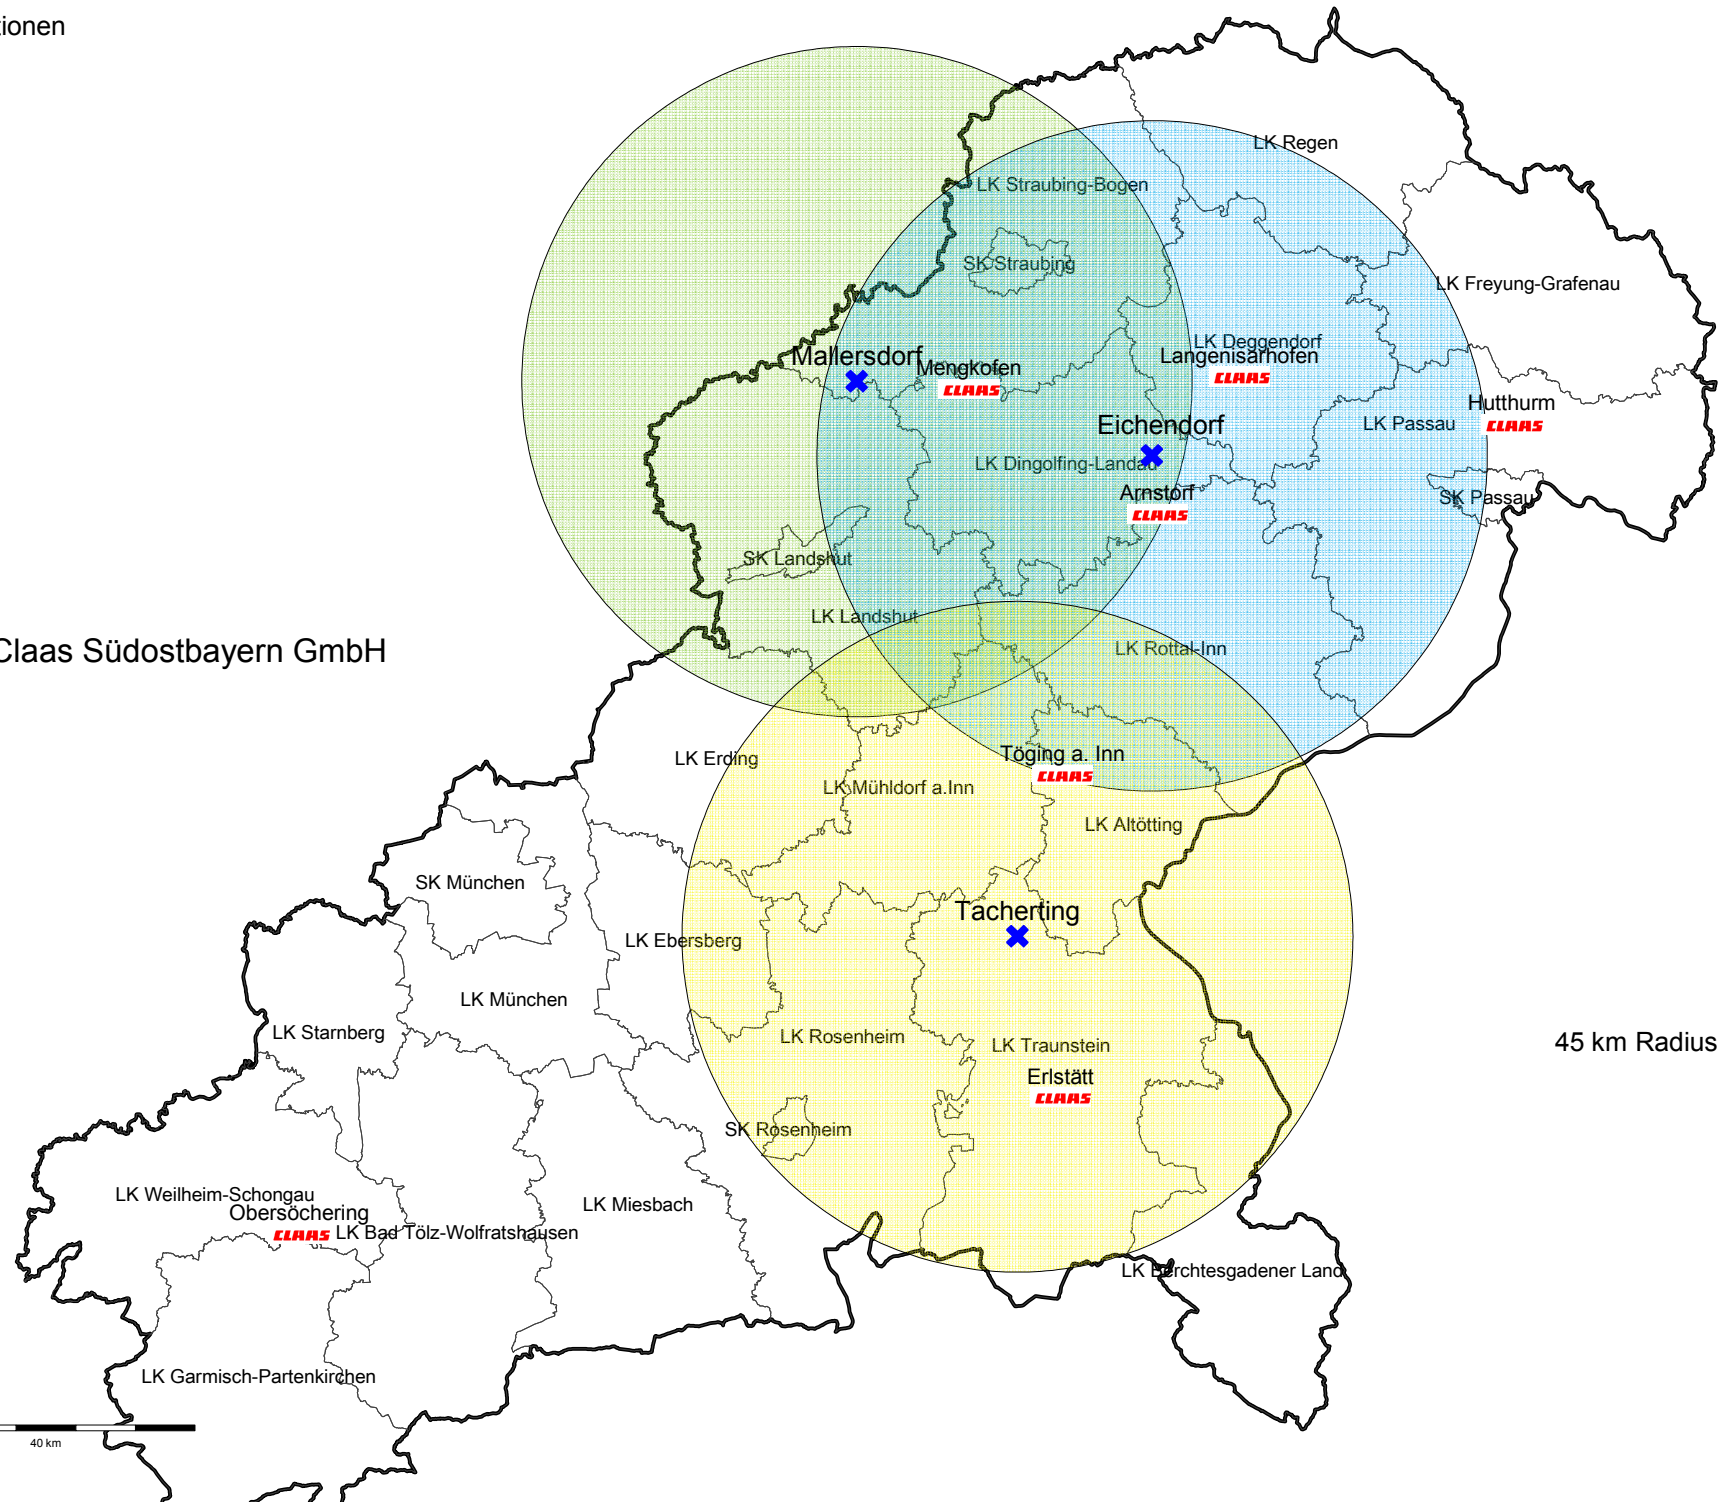 tionen
LK Regen
LK Straubing-Bogen
SK Straubing
LK Freyung-Grafenau
LK Deggendorf
Langenisarhofen
CLAAS
Mallersdorf
Mengkofen
CLAAS
Hutthurm
CLAAS
Eichendorf
LK Passau
LK Dingolfing-Landau
Arnstorf
CLAAS
SK Passau
SK Landshut
LK Landshut
LK Rottal-Inn
Claas Südostbayern GmbH
LK Erding
Töging a. Inn
CLAAS
LK Mühldorf a.Inn
LK Altötting
SK München
Tacherting
LK Ebersberg
LK München
LK Starnberg
LK Rosenheim
LK Traunstein
45 km Radius
Erlstätt
CLAAS
SK Rosenheim
LK Weilheim-Schongau
Obersöchering
CLAAS
LK Bad Tölz-Wolfratshausen
LK Miesbach
LK Berchtesgadener Land
LK Garmisch-Partenkirchen
40 km